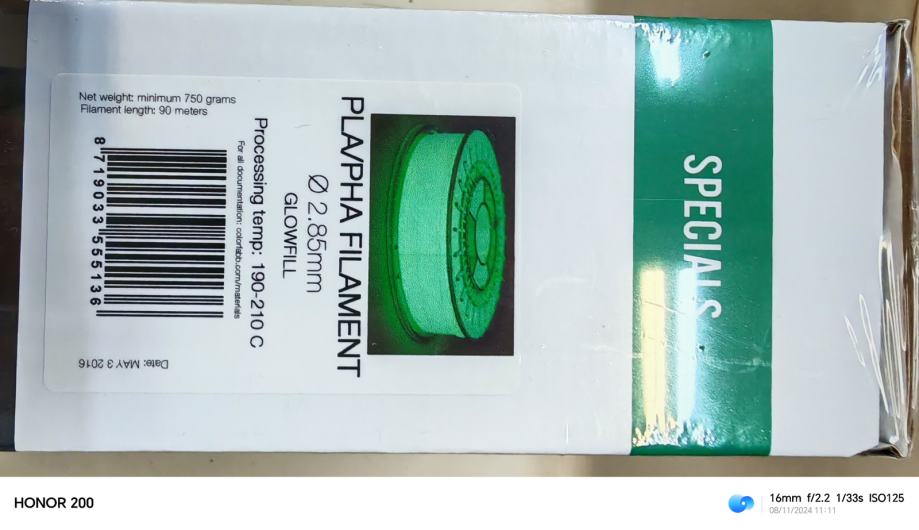 SPECIALS
PLA/PHA FILAMENT
Ø 2.85mm
GLOWFILL
Processing temp: 190-210 C
For all documentation: colorfabb.com/materials
8 719033 555136
Net weight: minimum 750 grams
Filament length: 90 meters
Date: MAY 3 2016
HONOR 200
16mm f/2.2 1/33s ISO125
08/11/2024 11:11